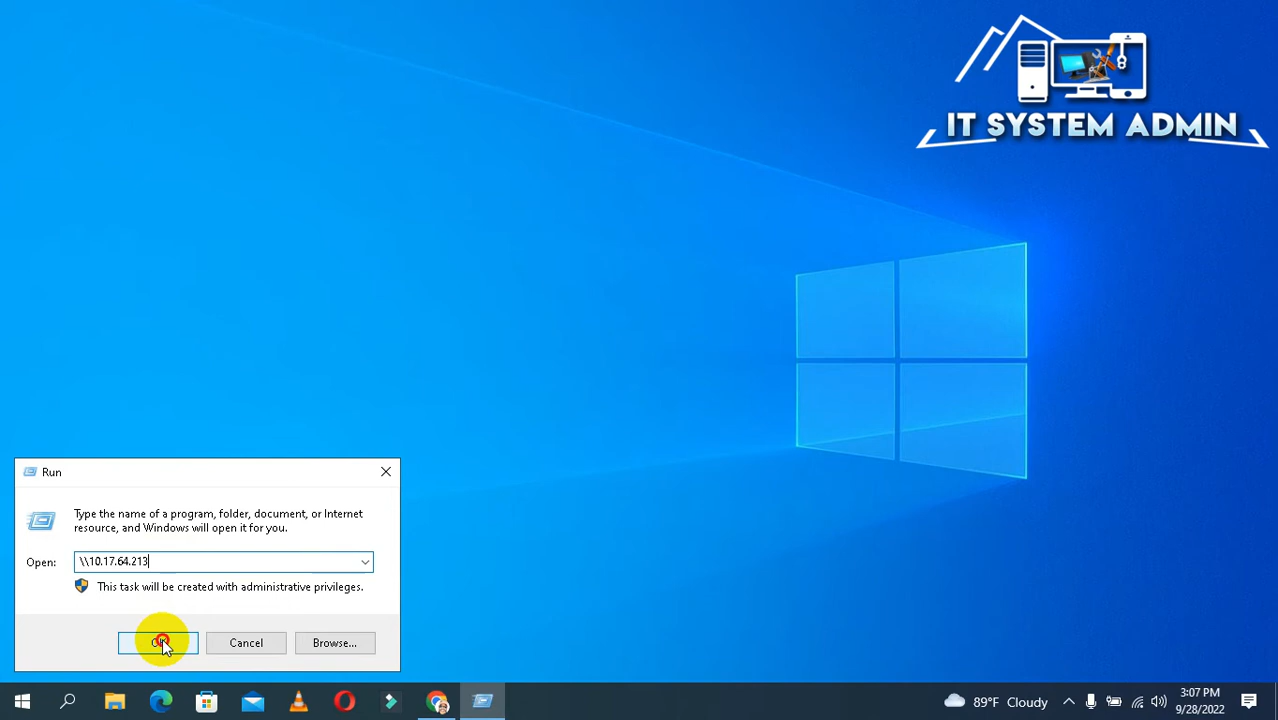 IT SYSTEM ADMIN
Run
Type the name of a program, folder, document, or Internet
resource, and Windows will open it for you.
Open:
\\10.17.64.213
This task will be created with administrative privileges.
Cancel
Browse...
89°F Cloudy
3:07 PM
9/28/2022